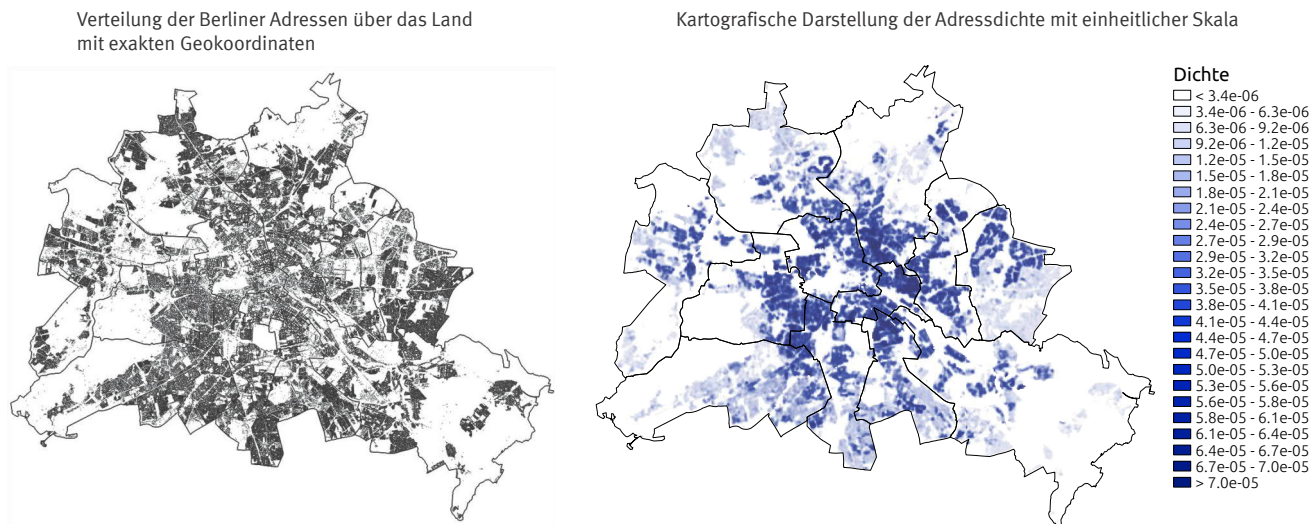 Verteilung der Berliner Adressen über das Land
mit exakten Geokoordinaten
Kartografische Darstellung der Adressdichte mit einheitlicher Skala
Dichte
< 3.4e-06
3.4e-06 - 6.3e-06
6.3e-06 - 9.2e-06
9.2e-06 - 1.2e-05
1.2e-05 - 1.5e-05
1.5e-05 - 1.8e-05
1.8e-05 - 2.1e-05
2.1e-05 - 2.4e-05
2.4e-05 - 2.7e-05
2.7e-05 - 2.9e-05
2.9e-05 - 3.2e-05
3.2e-05 - 3.5e-05
3.5e-05 - 3.8e-05
3.8e-05 - 4.1e-05
4.1e-05 - 4.4e-05
4.4e-05 - 4.7e-05
4.7e-05 - 5.0e-05
5.0e-05 - 5.3e-05
5.3e-05 - 5.6e-05
5.6e-05 - 5.8e-05
5.8e-05 - 6.1e-05
6.1e-05 - 6.4e-05
6.4e-05 - 6.7e-05
6.7e-05 - 7.0e-05
> 7.0e-05